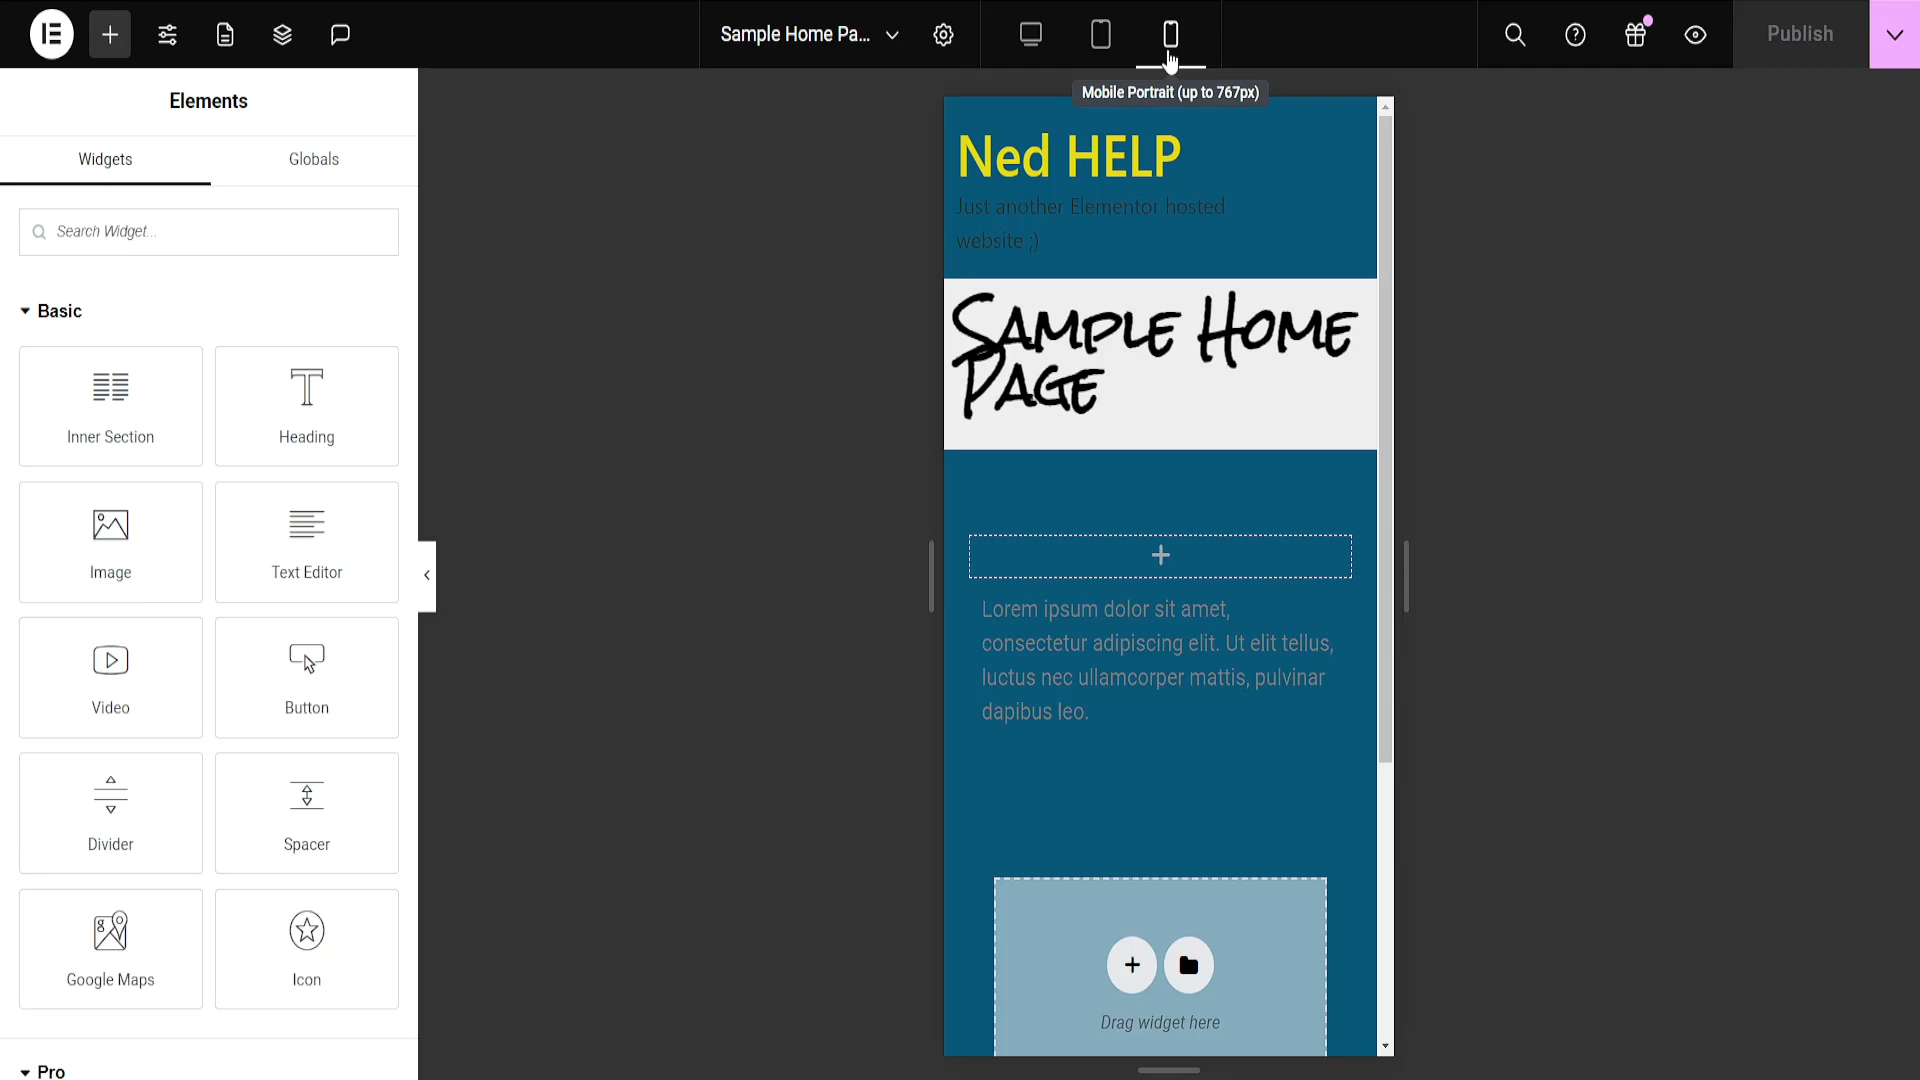 Sample Home Pa...
Publish
Mobile Portrait (up to 767px)
Elements
Widgets
Globals
Search Widget...
Basic
Inner Section
Heading
Image
Text Editor
Video
Button
Divider
Spacer
Google Maps
Icon
Pro
Ned HELP
Just another Elementor hosted
website ;)
Sample Home
Page
Lorem ipsum dolor sit amet,
consectetur adipiscing elit. Ut elit tellus,
luctus nec ullamcorper mattis, pulvinar
dapibus leo.
Drag widget here